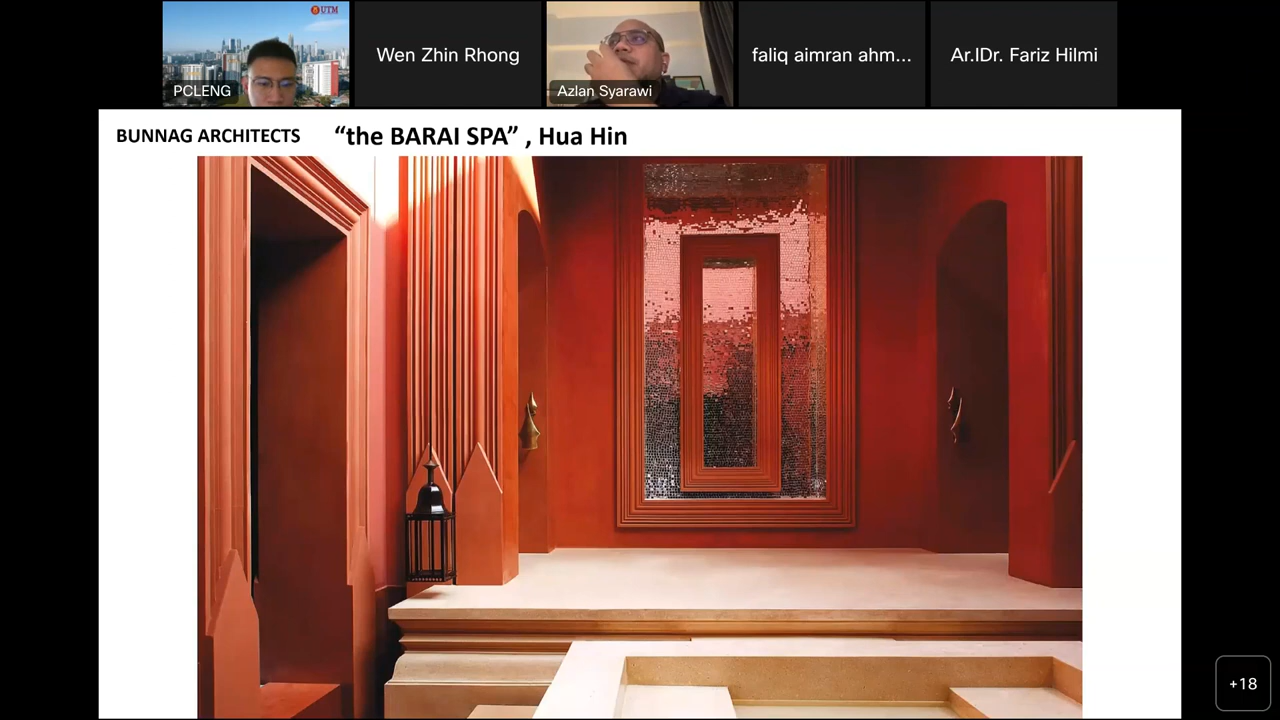 UTM
PCLENG
Wen Zhin Rhong
Azlan Syarawi
faliq aimran ahm...
Ar.IDr. Fariz Hilmi
BUNNAG ARCHITECTS “the BARAI SPA” , Hua Hin
+18